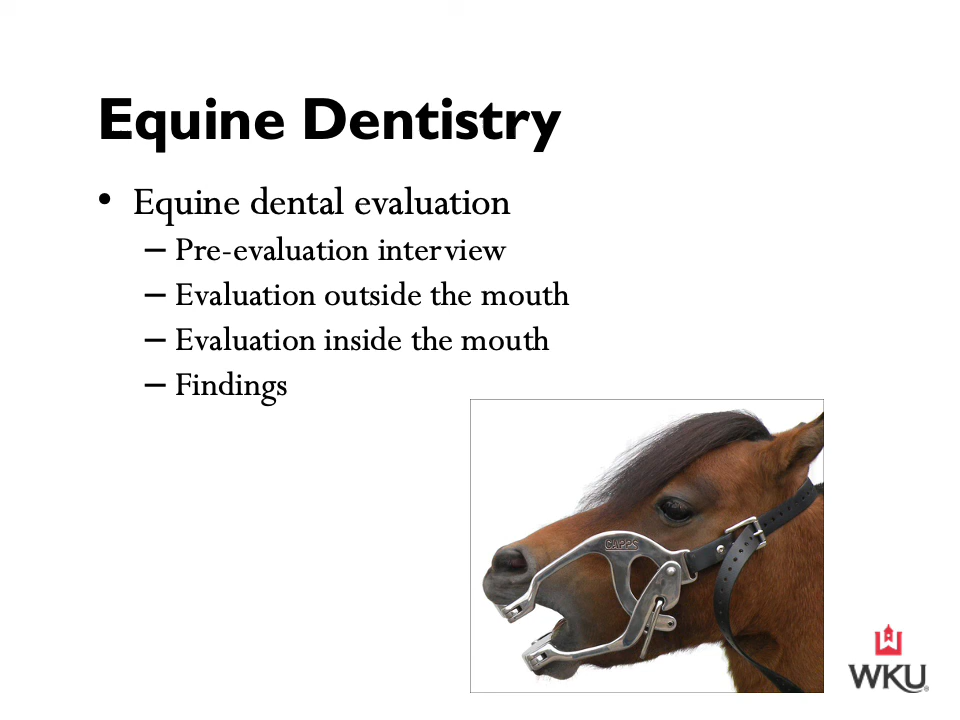 Equine Dentistry
• Equine dental evaluation
– Pre-evaluation interview
– Evaluation outside the mouth
– Evaluation inside the mouth
– Findings
CAPPS
WKU®